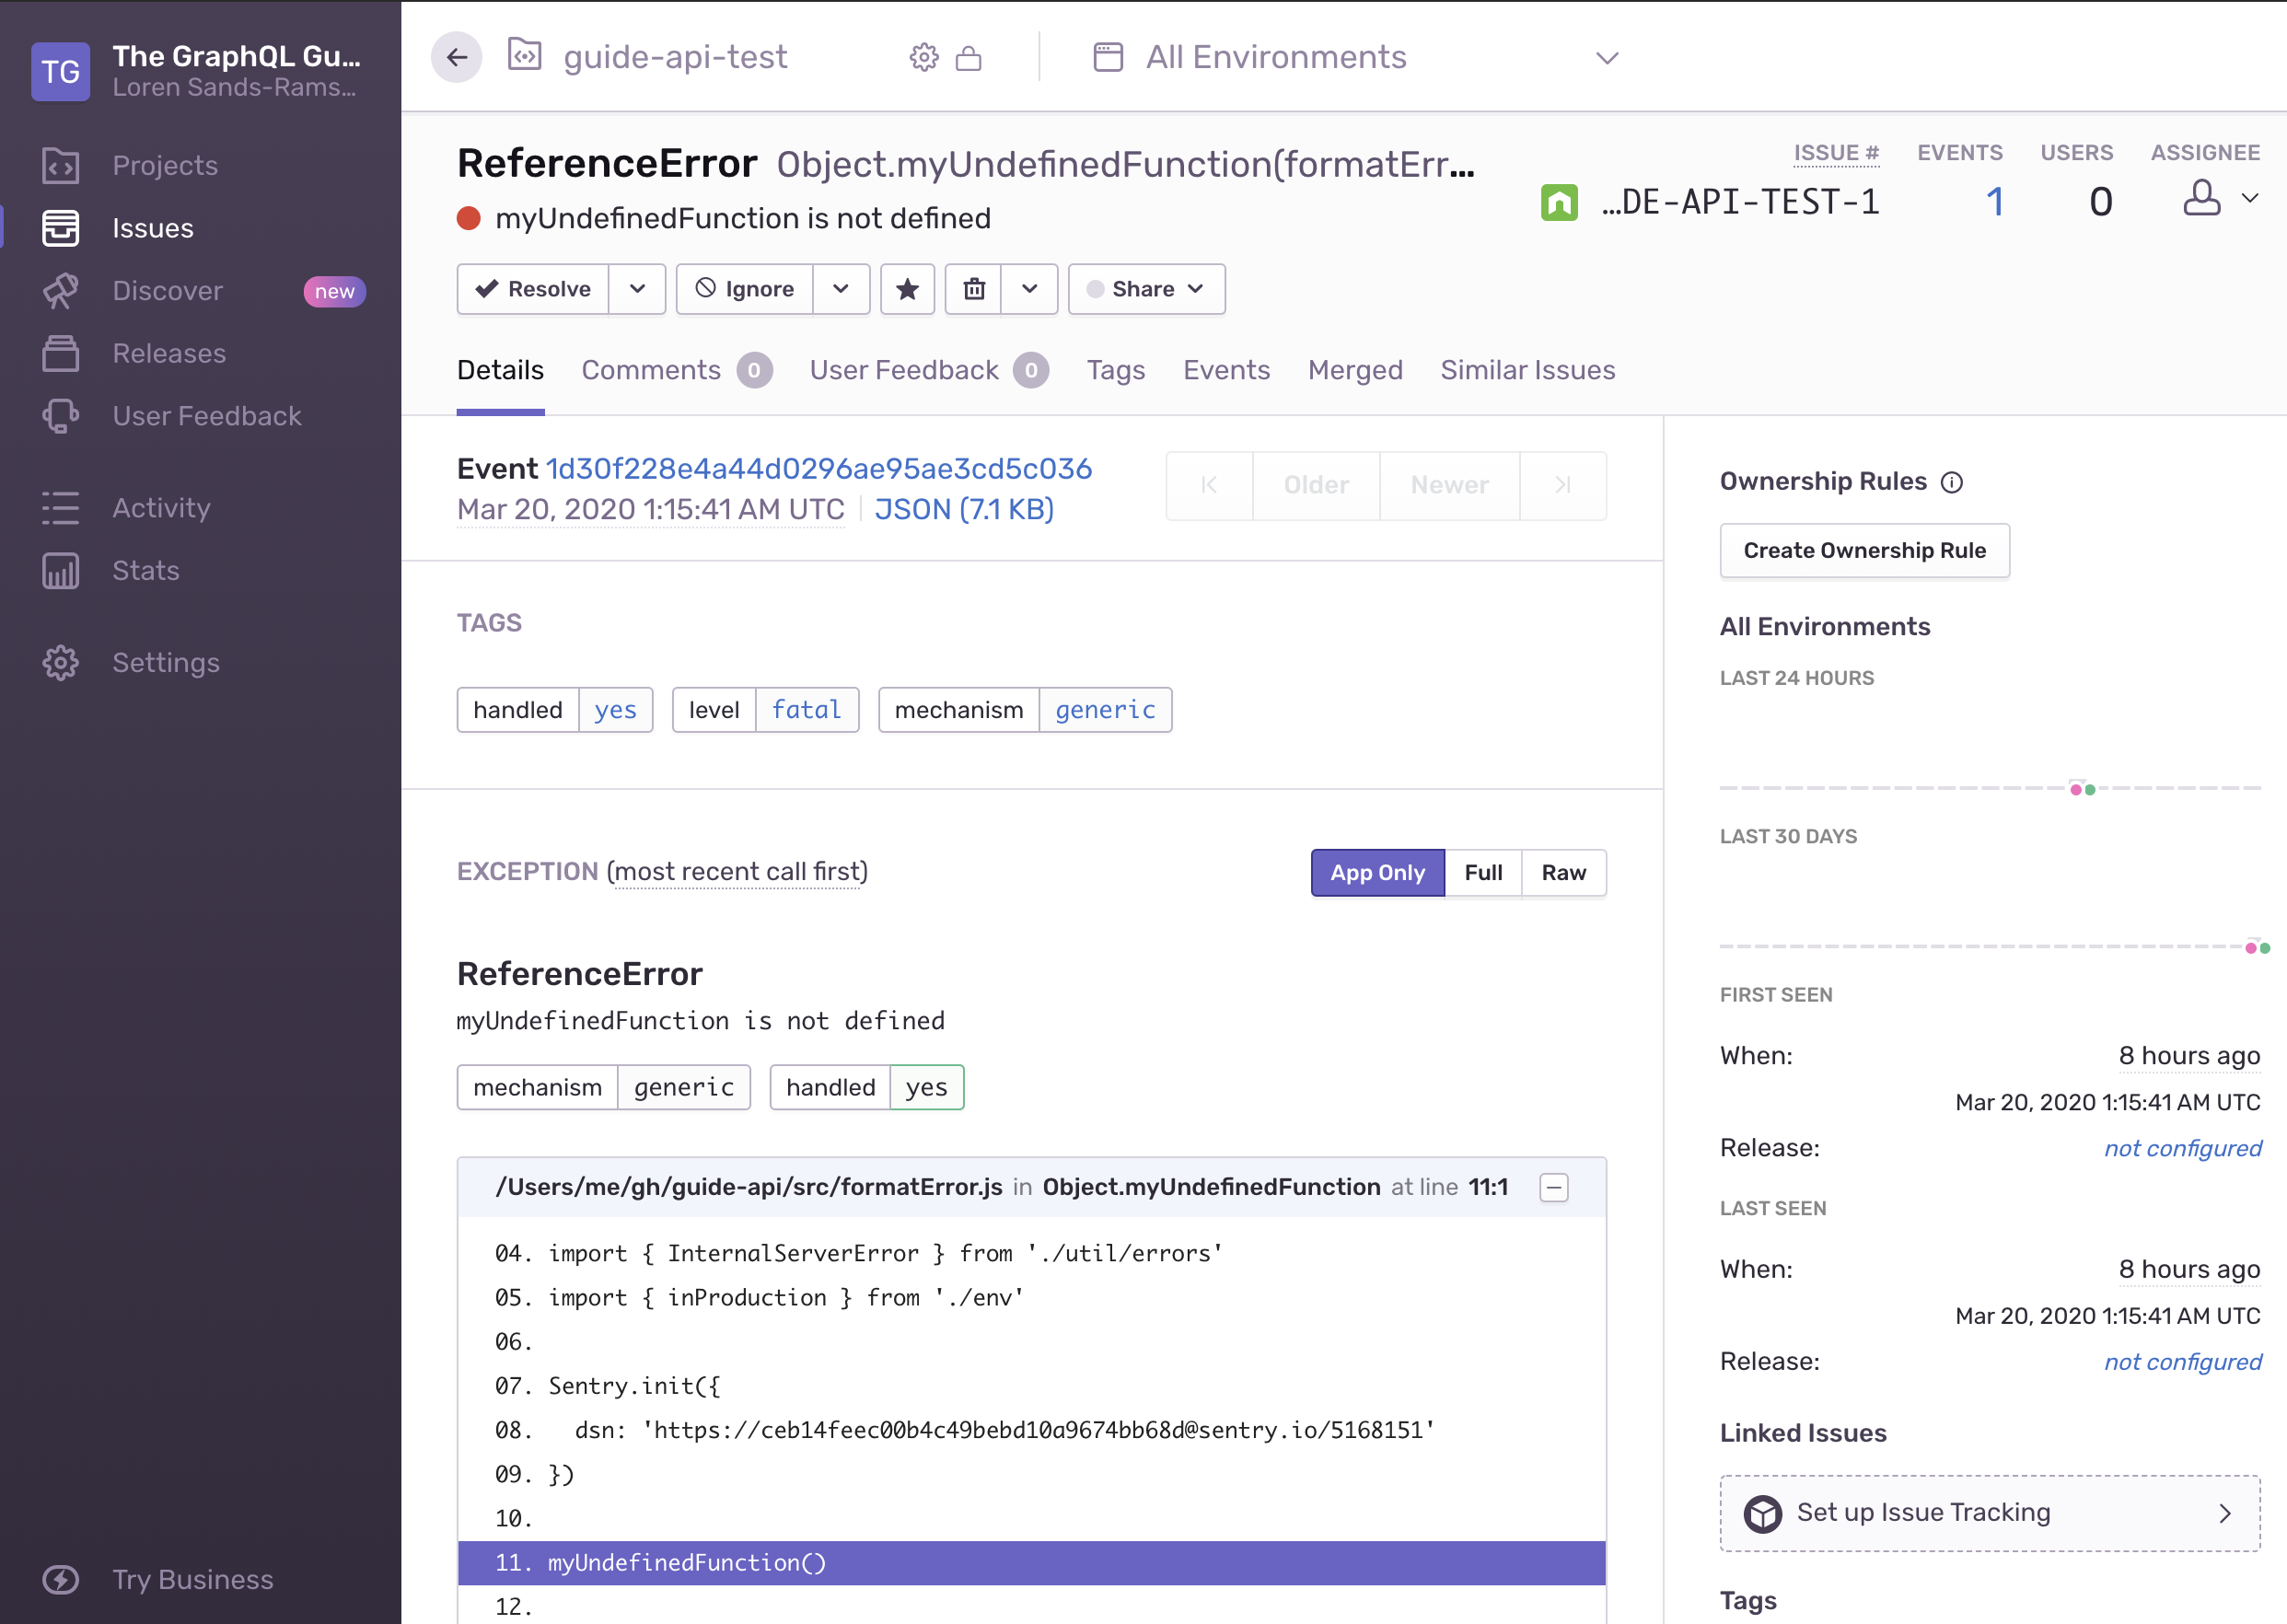 TG
The GraphQL Gu...
Loren Sands-Rams...
Projects
Issues
Discover new
Releases
User Feedback
Activity
Stats
Settings
Try Business
guide-api-test
All Environments
ReferenceError Object.myUndefinedFunction(formatErr...
myUndefinedFunction is not defined
ISSUE # EVENTS USERS ASSIGNEE
...DE-API-TEST-1 1 0
Resolve Ignore Share
Details Comments 0 User Feedback 0 Tags Events Merged Similar Issues
Event 1d30f228e4a44d0296ae95ae3cd5c036
Mar 20, 2020 1:15:41 AM UTC JSON (7.1 KB)
Older Newer
TAGS
handled yes level fatal mechanism generic
EXCEPTION (most recent call first)
App Only Full Raw
ReferenceError
myUndefinedFunction is not defined
mechanism generic handled yes
/Users/me/gh/guide-api/src/formatError.js in Object.myUndefinedFunction at line 11:1
04. import { InternalServerError } from './util/errors'
05. import { inProduction } from './env'
06.
07. Sentry.init({
08.   dsn: 'https://ceb14feec00b4c49bebd10a9674bb68d@sentry.io/5168151'
09. })
10.
11. myUndefinedFunction()
12.
Ownership Rules
Create Ownership Rule
All Environments
LAST 24 HOURS
LAST 30 DAYS
FIRST SEEN
When: 8 hours ago
Mar 20, 2020 1:15:41 AM UTC
Release: not configured
LAST SEEN
When: 8 hours ago
Mar 20, 2020 1:15:41 AM UTC
Release: not configured
Linked Issues
Set up Issue Tracking
Tags